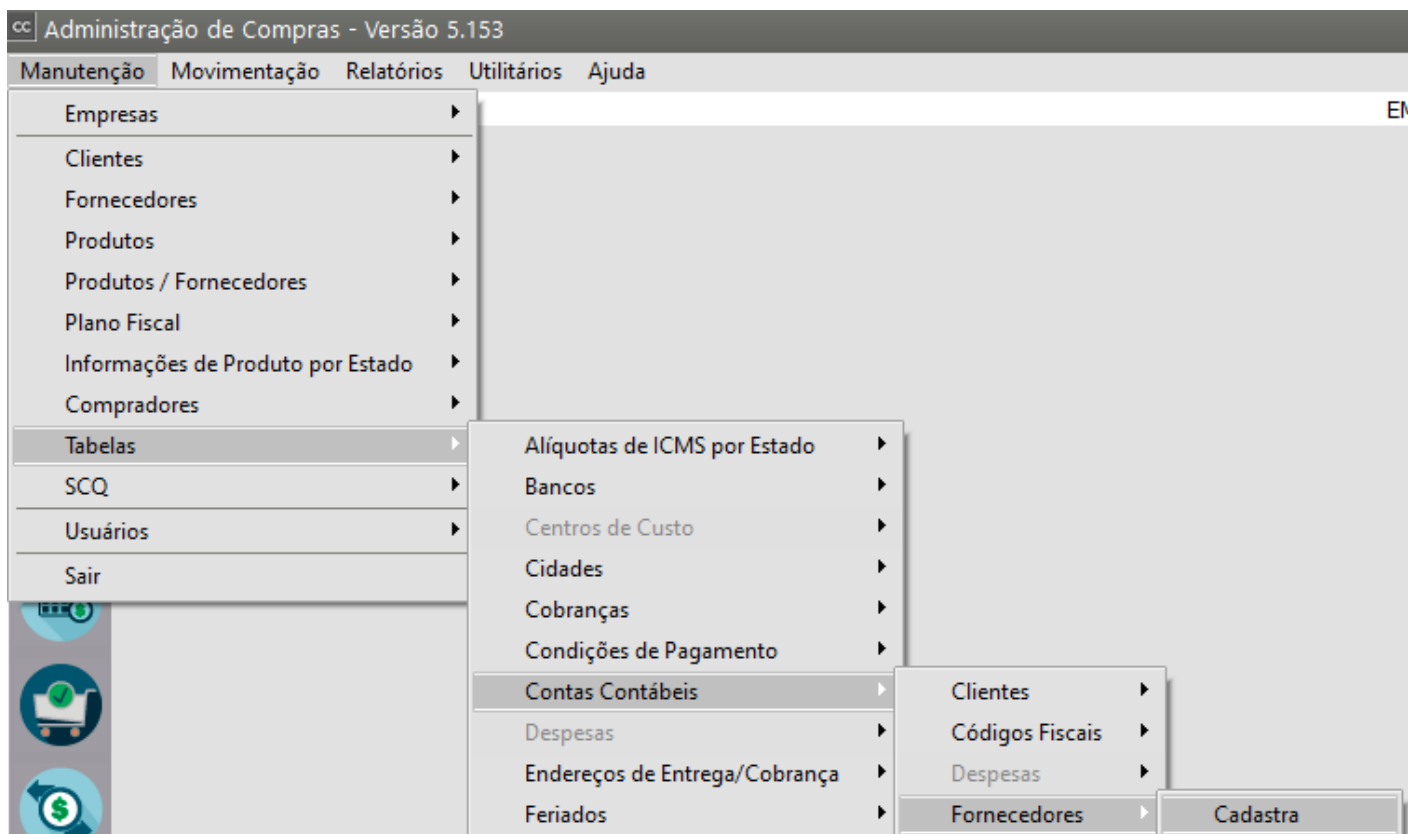 cc Administração de Compras - Versão 5.153
Manutenção Movimentação Relatórios Utilitários Ajuda
EM
Empresas
Clientes
Fornecedores
Produtos
Produtos / Fornecedores
Plano Fiscal
Informações de Produto por Estado
Compradores
Tabelas
SCQ
Usuários
Sair
Alíquotas de ICMS por Estado
Bancos
Centros de Custo
Cidades
Cobranças
Condições de Pagamento
Contas Contábeis
Despesas
Endereços de Entrega/Cobrança
Feriados
Clientes
Códigos Fiscais
Despesas
Fornecedores
Cadastra